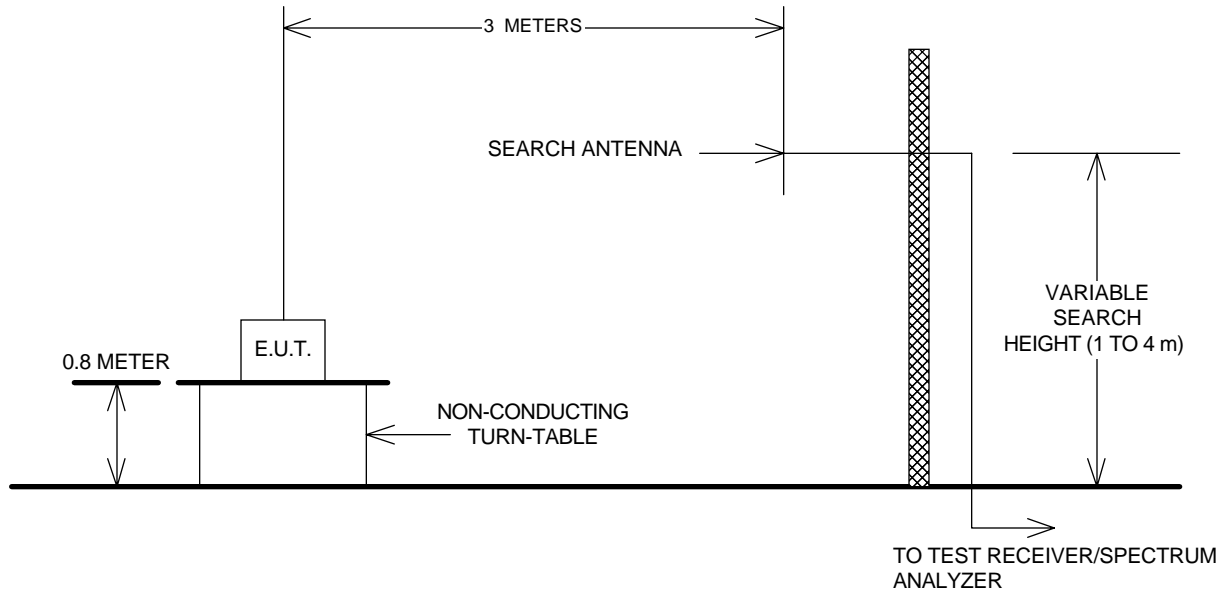 3 METERS
SEARCH ANTENNA
VARIABLE
SEARCH
HEIGHT (1 TO 4 m)
E.U.T.
0.8 METER
NON-CONDUCTING
TURN-TABLE
TO TEST RECEIVER/SPECTRUM
ANALYZER